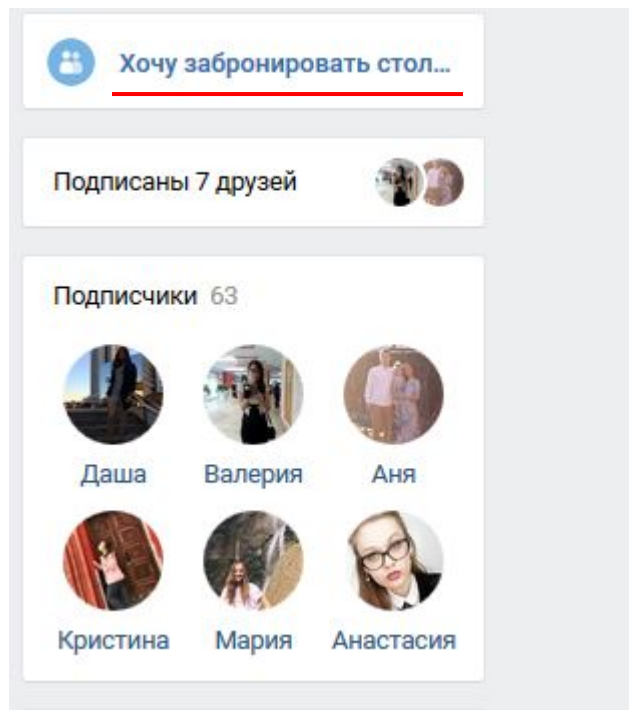 Хочу забронировать стол...
Подписаны 7 друзей
Подписчики 63
Даша Валерия Аня
Кристина Мария Анастасия